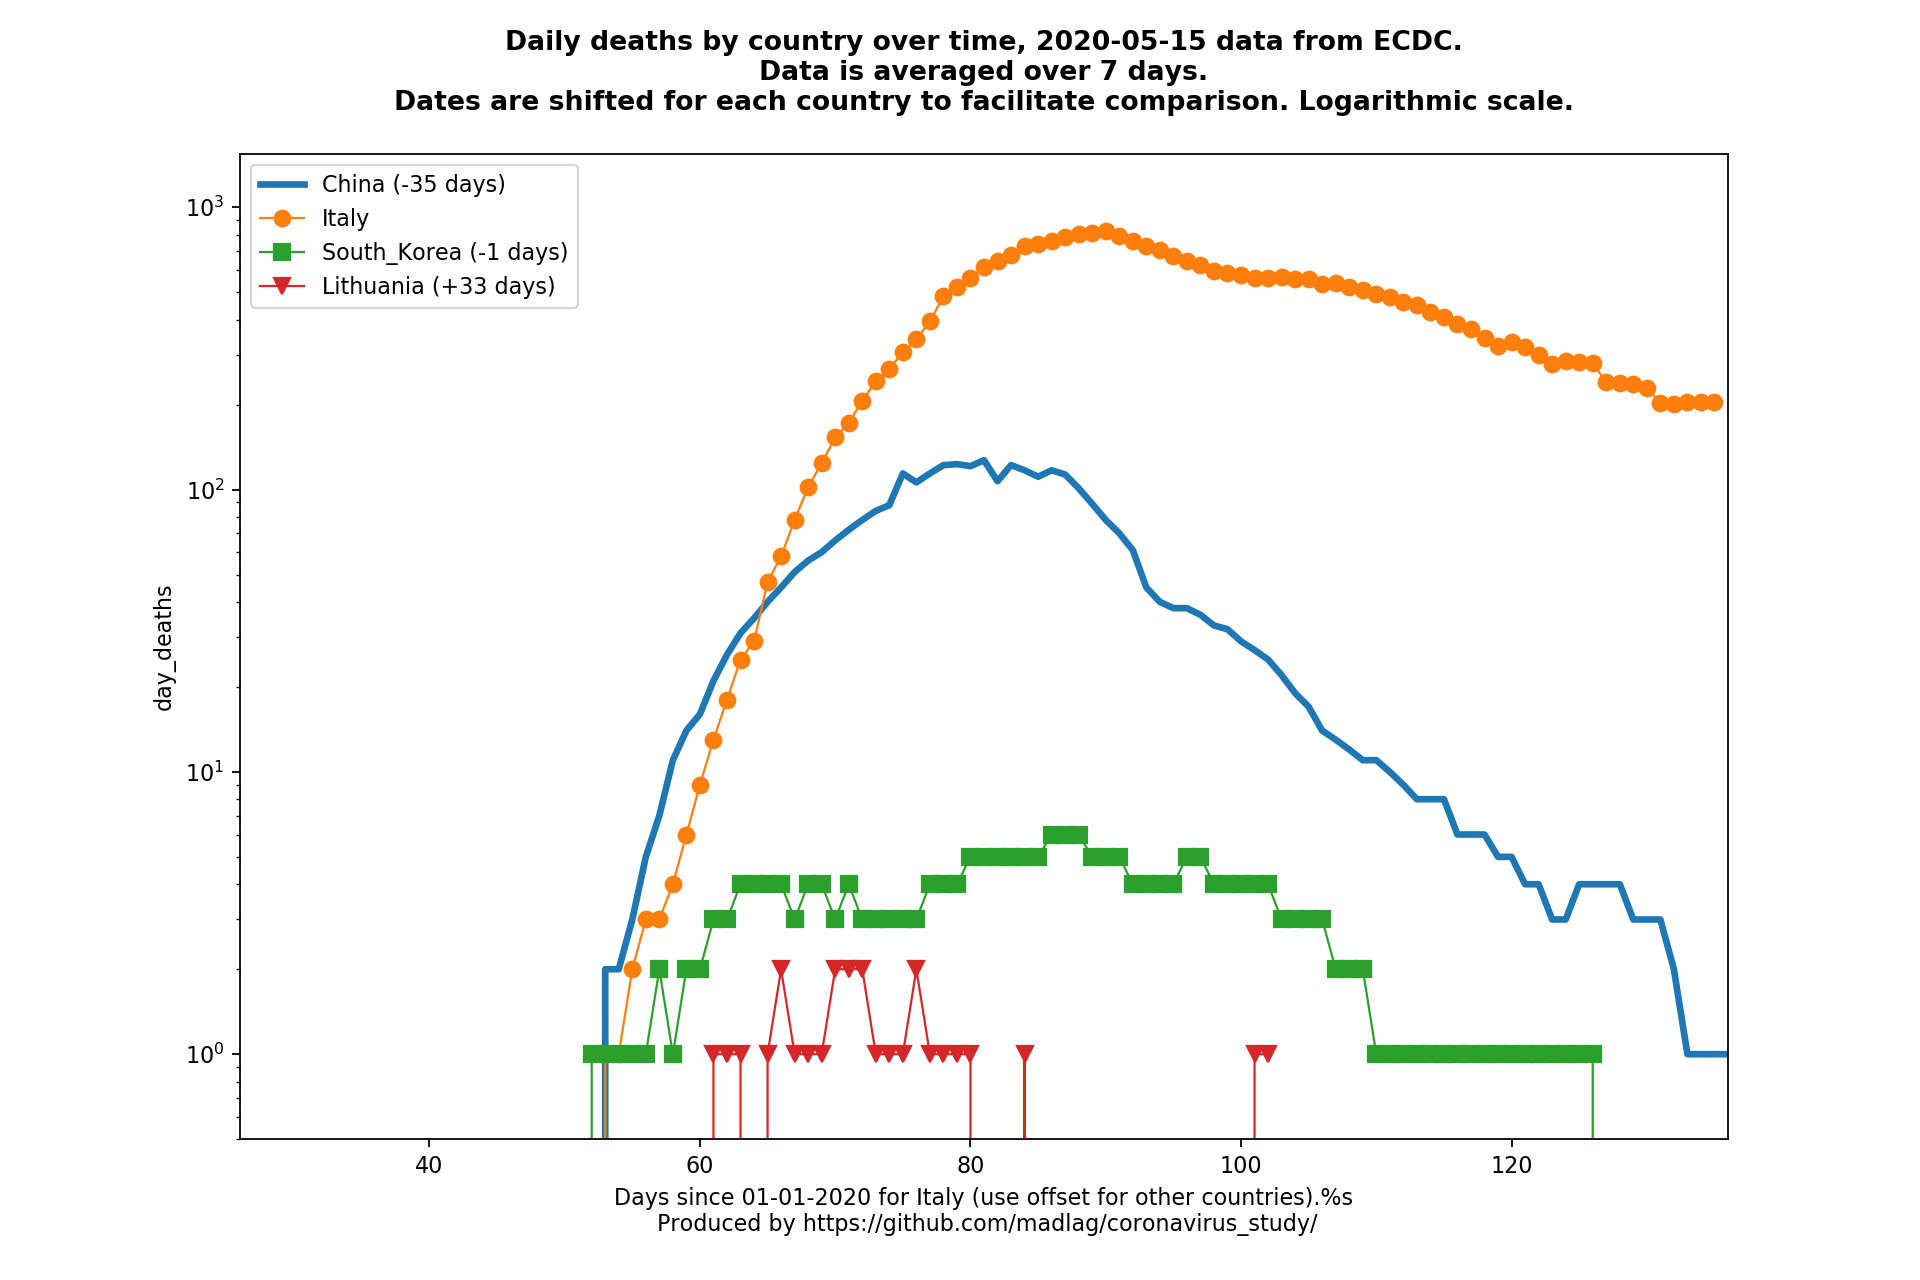 Daily deaths by country over time, 2020-05-15 data from ECDC.
Data is averaged over 7 days.
Dates are shifted for each country to facilitate comparison. Logarithmic scale.
China (-35 days)
Italy
South_Korea (-1 days)
Lithuania (+33 days)
10³
10²
10¹
10⁰
day_deaths
40 60 80 100 120
Days since 01-01-2020 for Italy (use offset for other countries).%s
Produced by https://github.com/madlag/coronavirus_study/